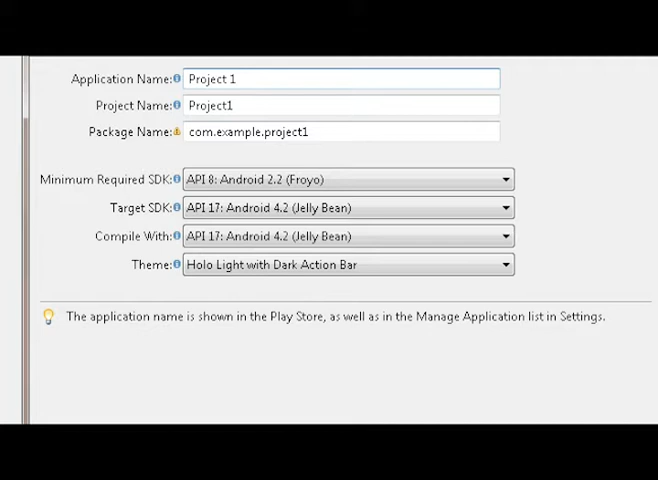 Application Name: Project 1
Project Name: Project1
Package Name: com.example.project1
Minimum Required SDK: API 8: Android 2.2 (Froyo)
Target SDK: API 17: Android 4.2 (Jelly Bean)
Compile With: API 17: Android 4.2 (Jelly Bean)
Theme: Holo Light with Dark Action Bar
The application name is shown in the Play Store, as well as in the Manage Application list in Settings.